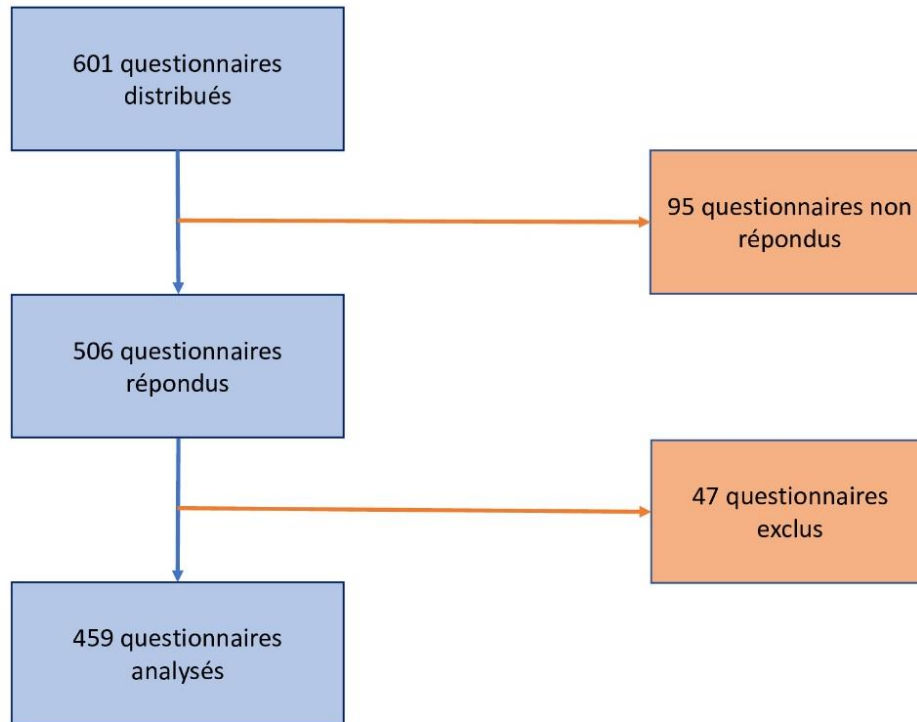 601 questionnaires
distribués
95 questionnaires non
répondus
506 questionnaires
répondus
47 questionnaires
exclus
459 questionnaires
analysés